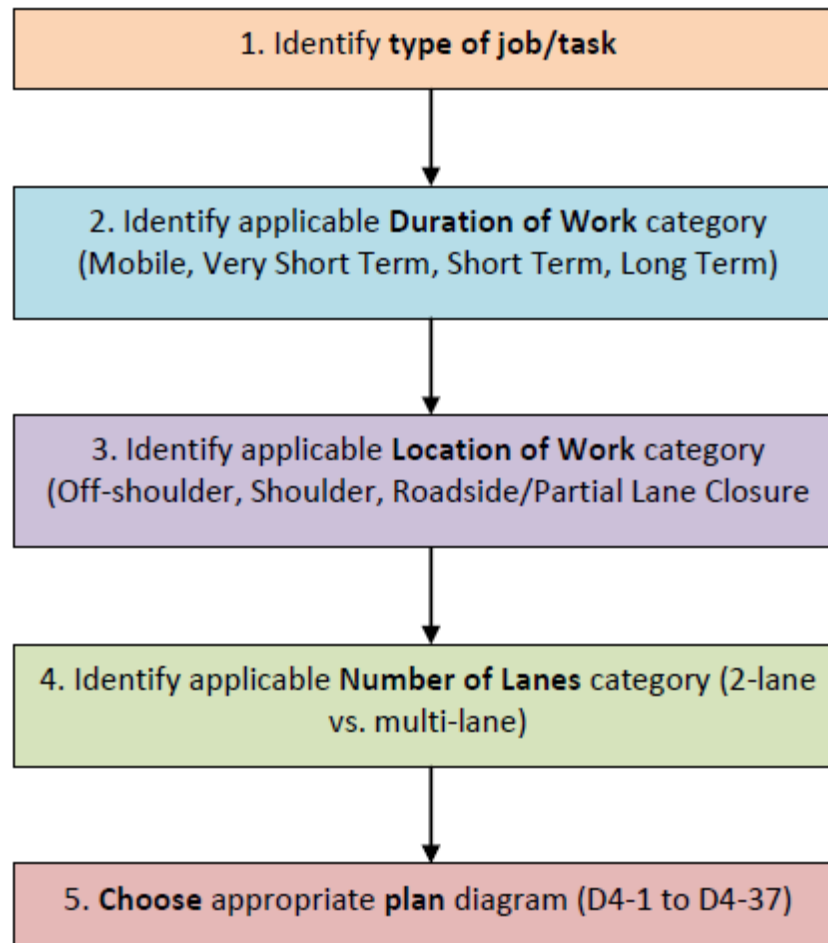 1. Identify type of job/task
2. Identify applicable Duration of Work category
(Mobile, Very Short Term, Short Term, Long Term)
3. Identify applicable Location of Work category
(Off-shoulder, Shoulder, Roadside/Partial Lane Closure
4. Identify applicable Number of Lanes category (2-lane
vs. multi-lane)
5. Choose appropriate plan diagram (D4-1 to D4-37)